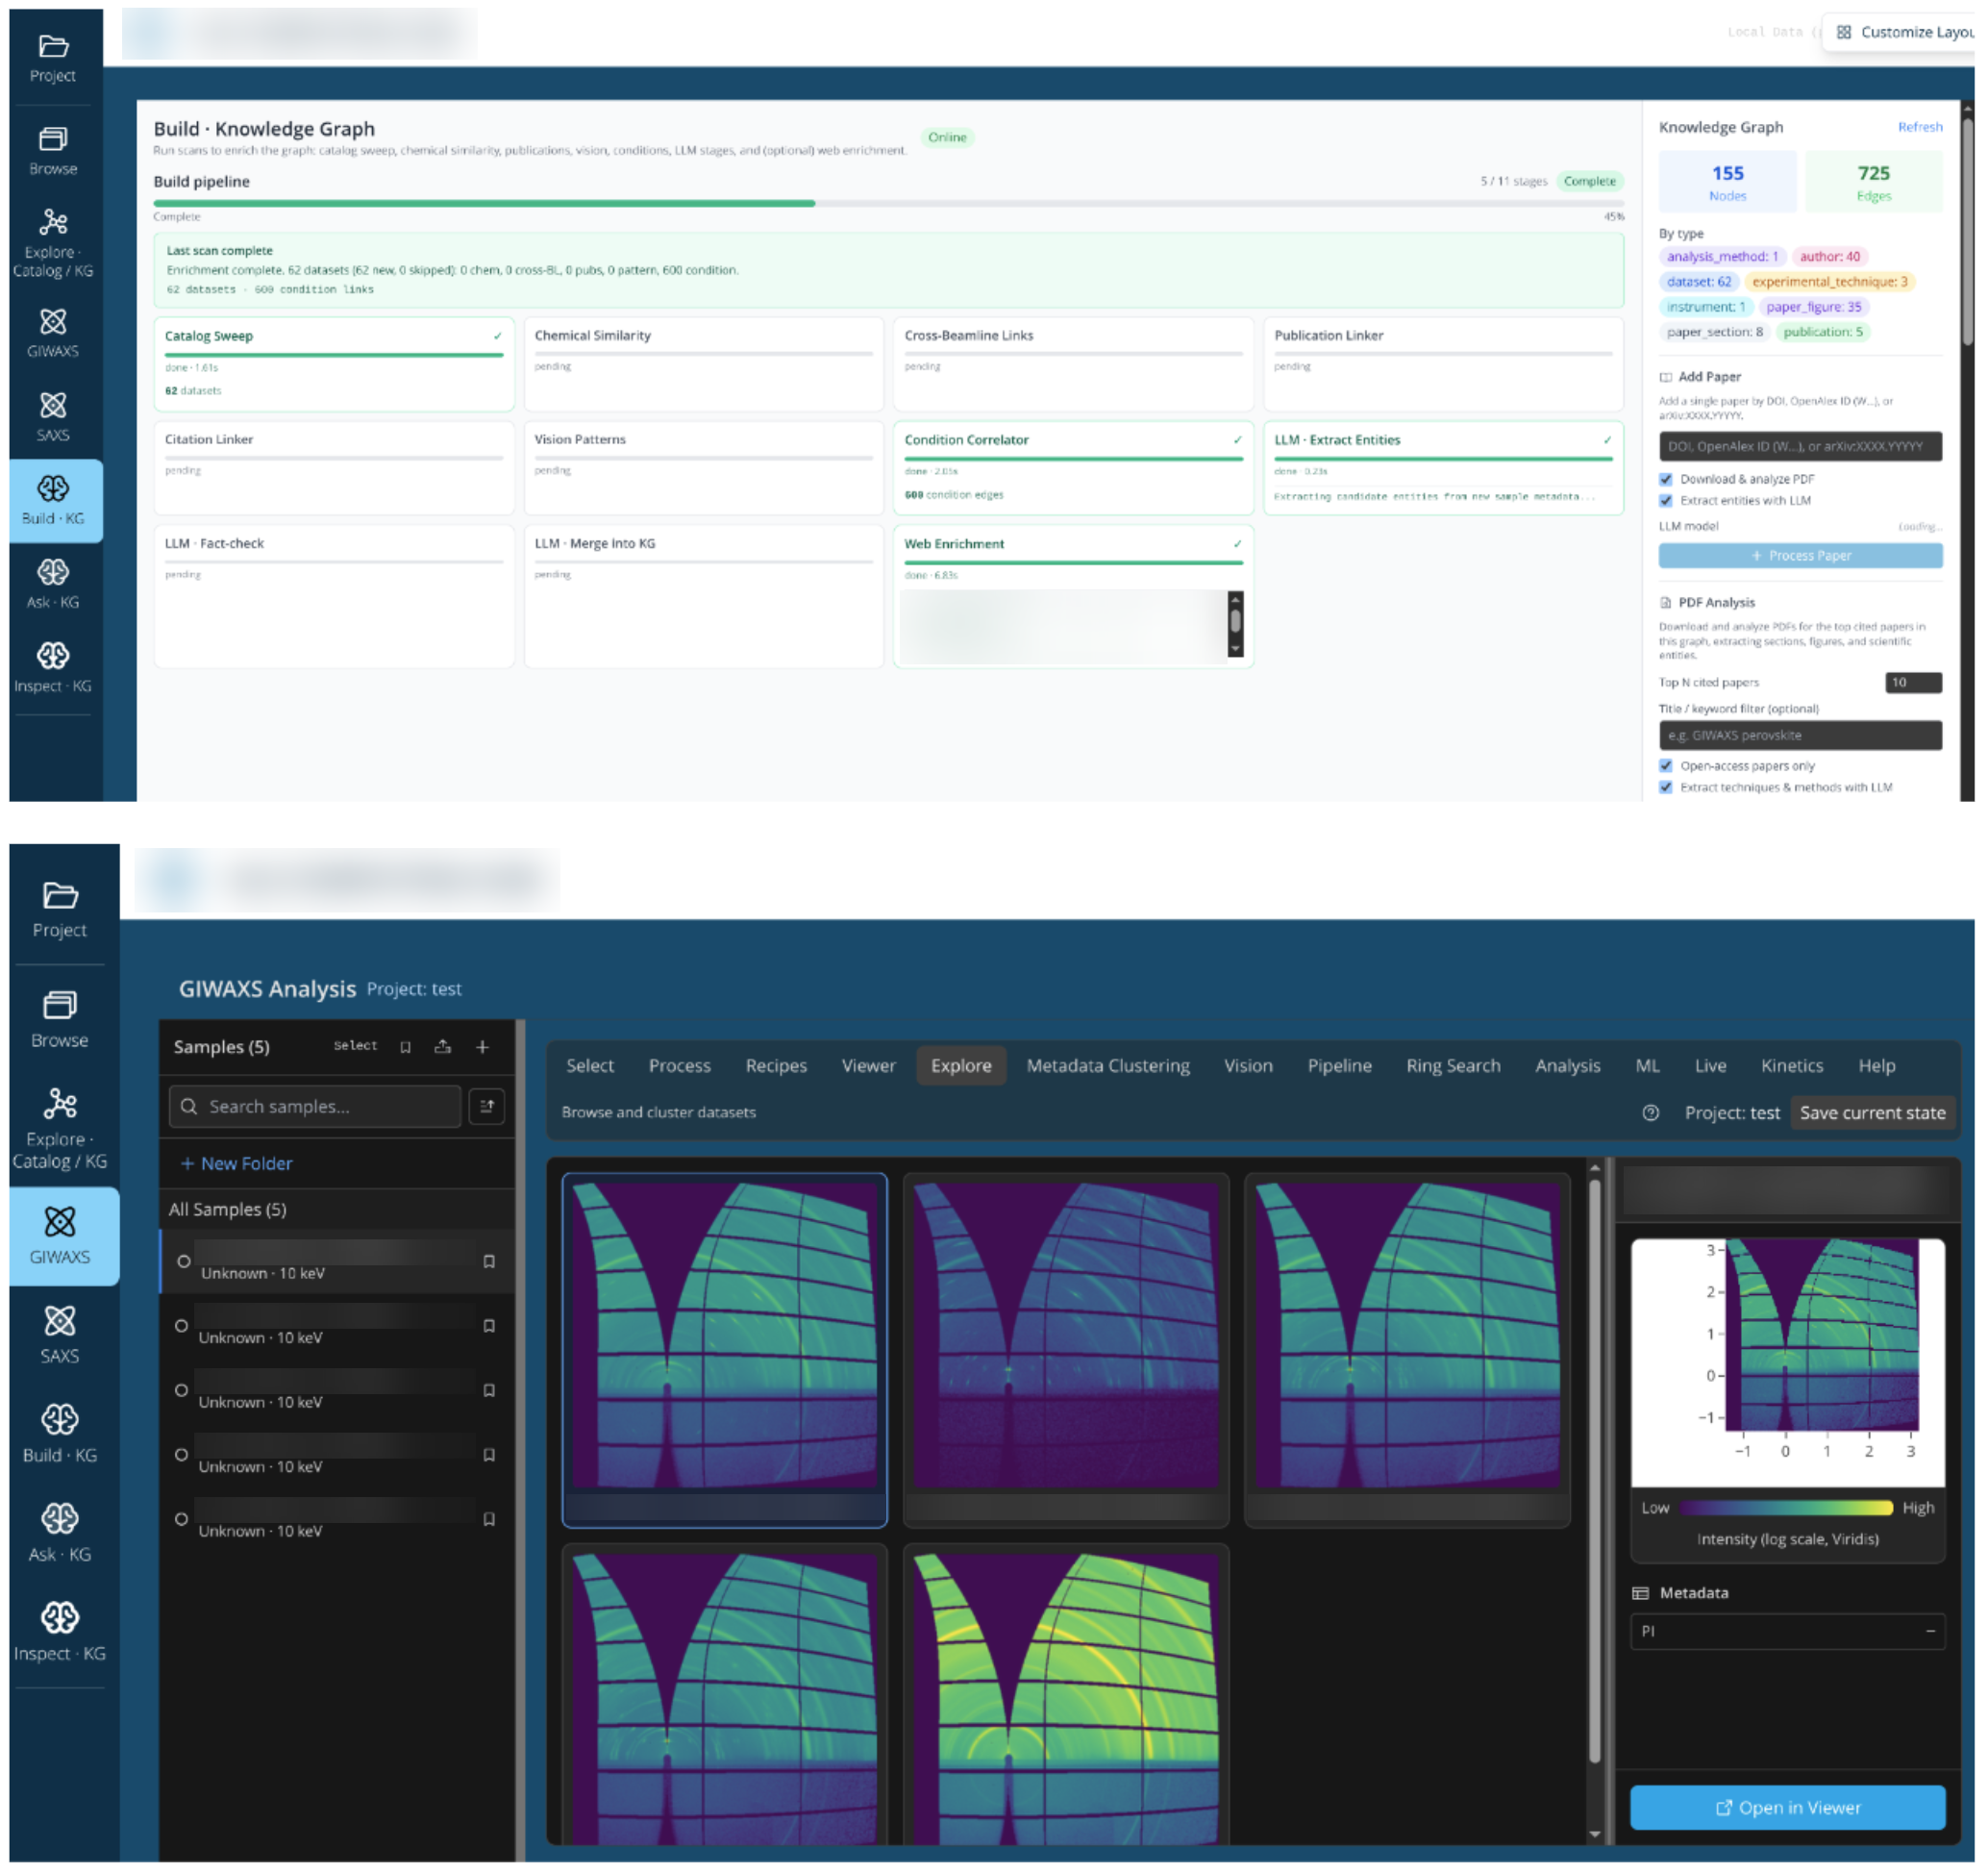 Project
Browse
Explore ·
Catalog / KG
GIWAXS
SAXS
Build · KG
Ask · KG
Inspect · KG
Local Data (
Customize Layou
Build · Knowledge Graph
Online
Run scans to enrich the graph: catalog sweep, chemical similarity, publications, vision, conditions, LLM stages, and (optional) web enrichment.
Build pipeline
5 / 11 stages
Complete
Complete
45%
Last scan complete
Enrichment complete, 62 datasets (62 new, 0 skipped): 0 chem, 0 cross-BL, 0 pubs, 0 pattern, 600 condition.
62 datasets · 600 condition links
Catalog Sweep ✓
done · 1.61s
62 datasets
Chemical Similarity
pending
Cross-Beamline Links
pending
Publication Linker
pending
Citation Linker
pending
Vision Patterns
pending
Condition Correlator ✓
done · 2.01s
600 condition edges
LLM · Extract Entities ✓
done · 0.23s
Extracting candidate entities from new sample metadata...
LLM · Fact-check
pending
LLM · Merge into KG
pending
Web Enrichment ✓
done · 6.83s
Knowledge Graph
Refresh
155
Nodes
725
Edges
By type
analysis_method: 1
author: 40
dataset: 62
experimental_technique: 3
instrument: 1
paper_figure: 35
paper_section: 8
publication: 5
Add Paper
Add a single paper by DOI, OpenAlex ID (W...), or
arXiv:XXXX.YYYYY.
DOI, OpenAlex ID (W...), or arXiv:XXXX.YYYYY
Download & analyze PDF
Extract entities with LLM
LLM model
Loading...
+ Process Paper
PDF Analysis
Download and analyze PDFs for the top cited papers in
this graph, extracting sections, figures, and scientific
entities.
Top N cited papers
10
Title / keyword filter (optional)
e.g. GIWAXS perovskite
Open-access papers only
Extract techniques & methods with LLM
Project
Browse
Explore ·
Catalog / KG
GIWAXS
SAXS
Build · KG
Ask · KG
Inspect · KG
GIWAXS Analysis
Project: test
Samples (5)
Select
+
Search samples...
+ New Folder
All Samples (5)
Unknown · 10 keV
Unknown · 10 keV
Unknown · 10 keV
Unknown · 10 keV
Unknown · 10 keV
Select
Process
Recipes
Viewer
Explore
Metadata Clustering
Vision
Pipeline
Ring Search
Analysis
ML
Live
Kinetics
Help
Browse and cluster datasets
Project: test
Save current state
3
2
1
0
−1
−1
0
1
2
3
Low
High
Intensity (log scale, Viridis)
Metadata
PI
–
Open in Viewer